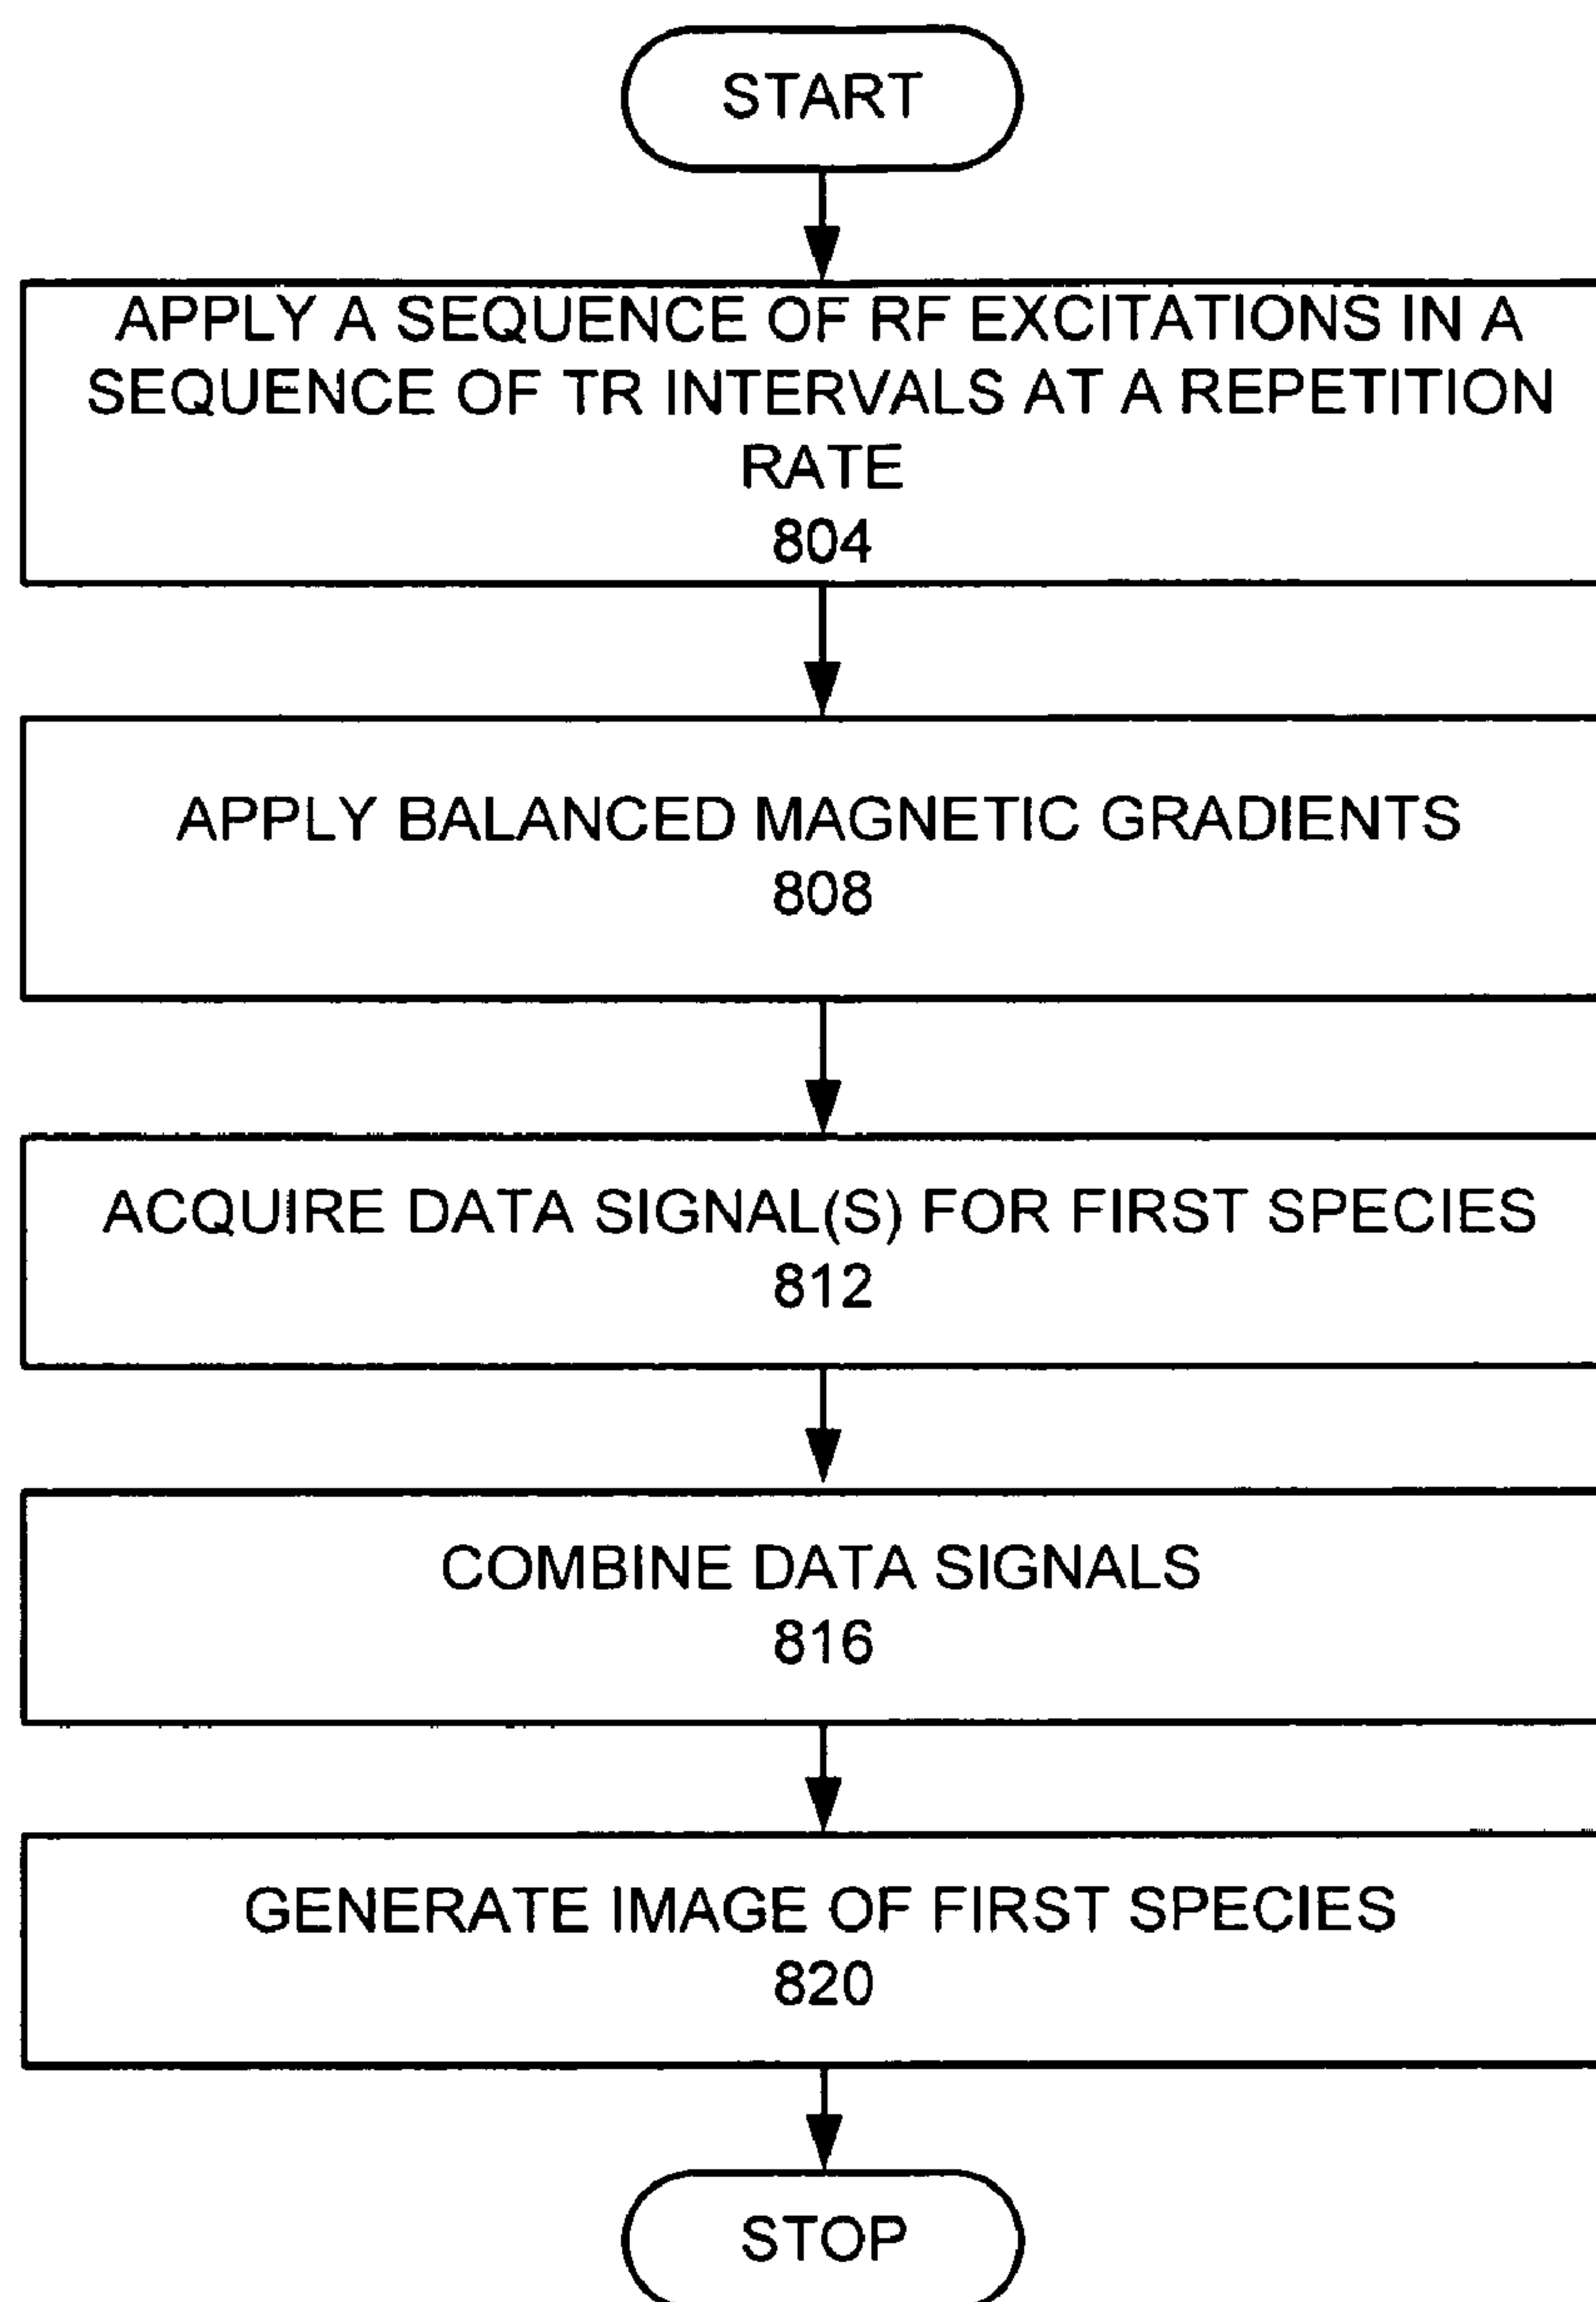 START
APPLY A SEQUENCE OF RF EXCITATIONS IN A
SEQUENCE OF TR INTERVALS AT A REPETITION
RATE
804
APPLY BALANCED MAGNETIC GRADIENTS
808
ACQUIRE DATA SIGNAL(S) FOR FIRST SPECIES
812
COMBINE DATA SIGNALS
816
GENERATE IMAGE OF FIRST SPECIES
820
STOP